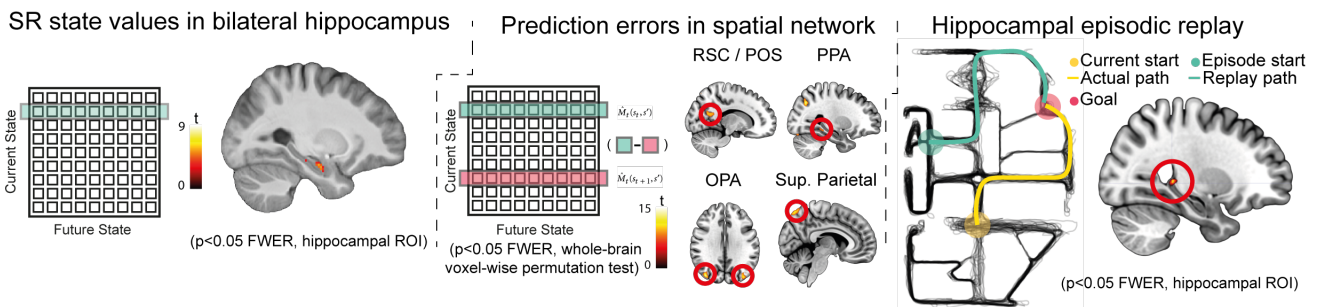 SR state values in bilateral hippocampus
Current State
Future State
t
9
0
(p<0.05 FWER, hippocampal ROI)
Prediction errors in spatial network
Current State
Future State
M̂ₜ(sₜ,s′)
( - )
M̂ₜ(sₜ₊₁,s′)
(p<0.05 FWER, whole-brain
voxel-wise permutation test)
t
15
0
RSC / POS
PPA
OPA
Sup. Parietal
Hippocampal episodic replay
Current start
Episode start
Actual path
Replay path
Goal
(p<0.05 FWER, hippocampal ROI)